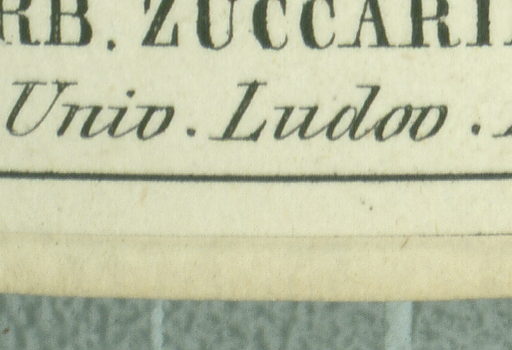 RB. ZUCCARI
Univ. Ludov.